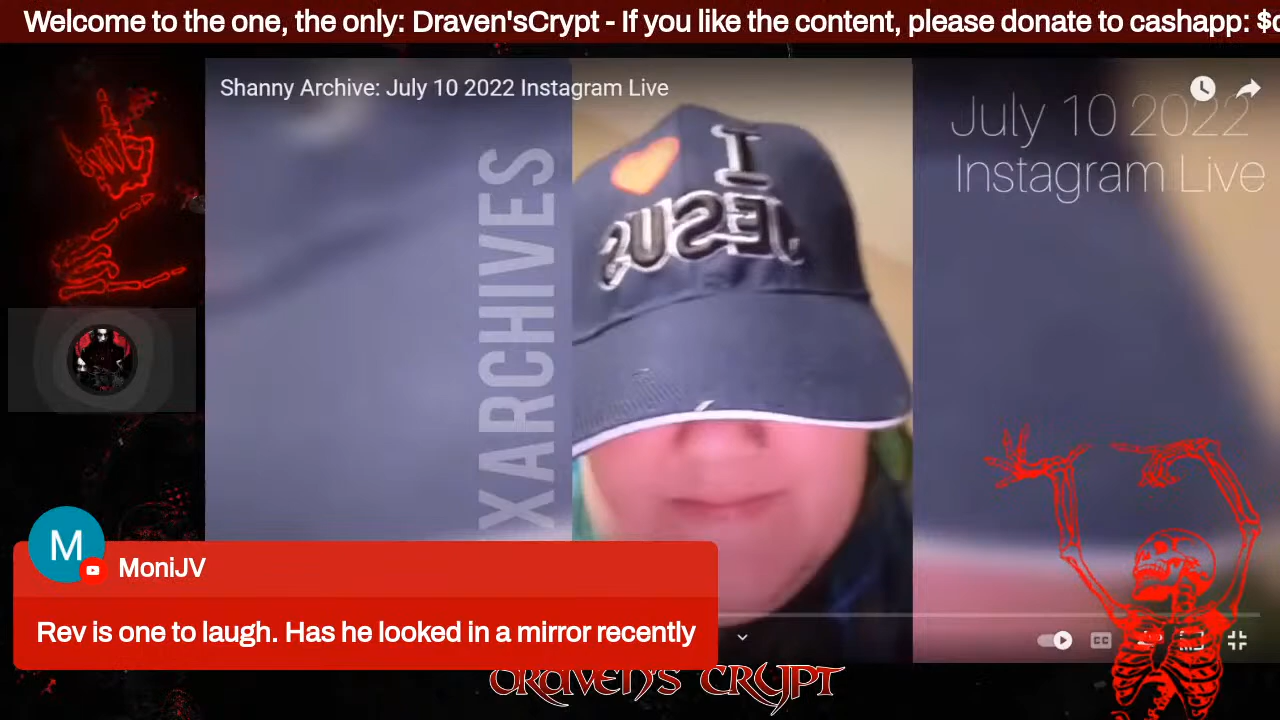 Welcome to the one, the only: Draven'sCrypt - If you like the content, please donate to cashapp: $
Shanny Archive: July 10 2022 Instagram Live
July 10 2022
Instagram Live
XARCHIVES
I
JESUS
M
MoniJV
Rev is one to laugh. Has he looked in a mirror recently
CC
DRAVEN'S CRYPT